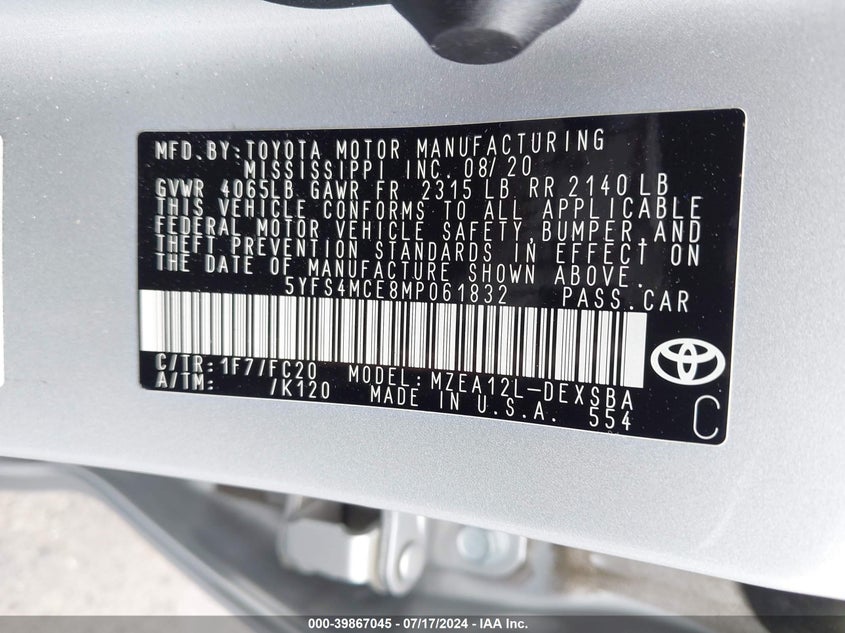 MFD.BY:TOYOTA MOTOR MANUFACTURING
MISSISSIPPI INC. 08/20
GVWR 4065LB GAWR FR 2315 LB RR 2140 LB
THIS VEHICLE CONFORMS TO ALL APPLICABLE
FEDERAL MOTOR VEHICLE SAFETY,BUMPER,AND
THEFT PREVENTION STANDARDS IN EFFECT ON
THE DATE OF MANUFACTURE SHOWN ABOVE.
5YFS4MCE8MP061832 PASS.CAR
C/TR:1F7/FC20 MODEL:MZEA12L-DEXSBA
A/TM: /K120 MADE IN U.S.A. 554
C
000-39867045 - 07/17/2024 - IAA Inc.